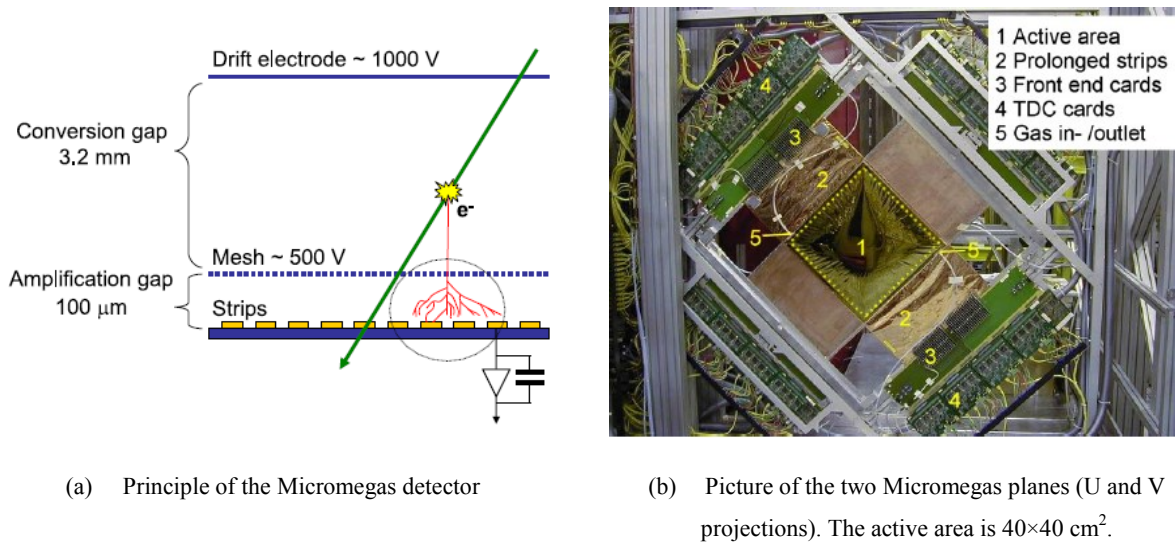 Drift electrode ~ 1000 V
Conversion gap
3.2 mm
e-
Mesh ~ 500 V
Amplification gap
100 μm
Strips
1 Active area
2 Prolonged strips
3 Front end cards
4 TDC cards
5 Gas in- /outlet
4
3
2
5
1
5
2
3
4
(a) Principle of the Micromegas detector
(b) Picture of the two Micromegas planes (U and V
projections). The active area is 40×40 cm².